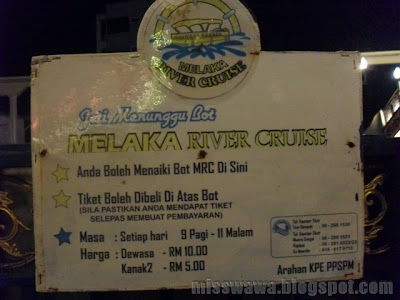 MELAKA
RIVER CRUISE
Jeti Menunggu Bot
MELAKA RIVER CRUISE
Anda Boleh Menaiki Bot MRC Di Sini
Tiket Boleh Dibeli Di Atas Bot
(SILA PASTIKAN ANDA MENDAPAT TIKET
SELEPAS MEMBUAT PEMBAYARAN)
Masa : Setiap hari 9 Pagi - 11 Malam
Harga : Dewasa - RM 10.00
Kanak2 - RM 5.00
Arahan KPE PPSPM
misswawa.blogspot.com